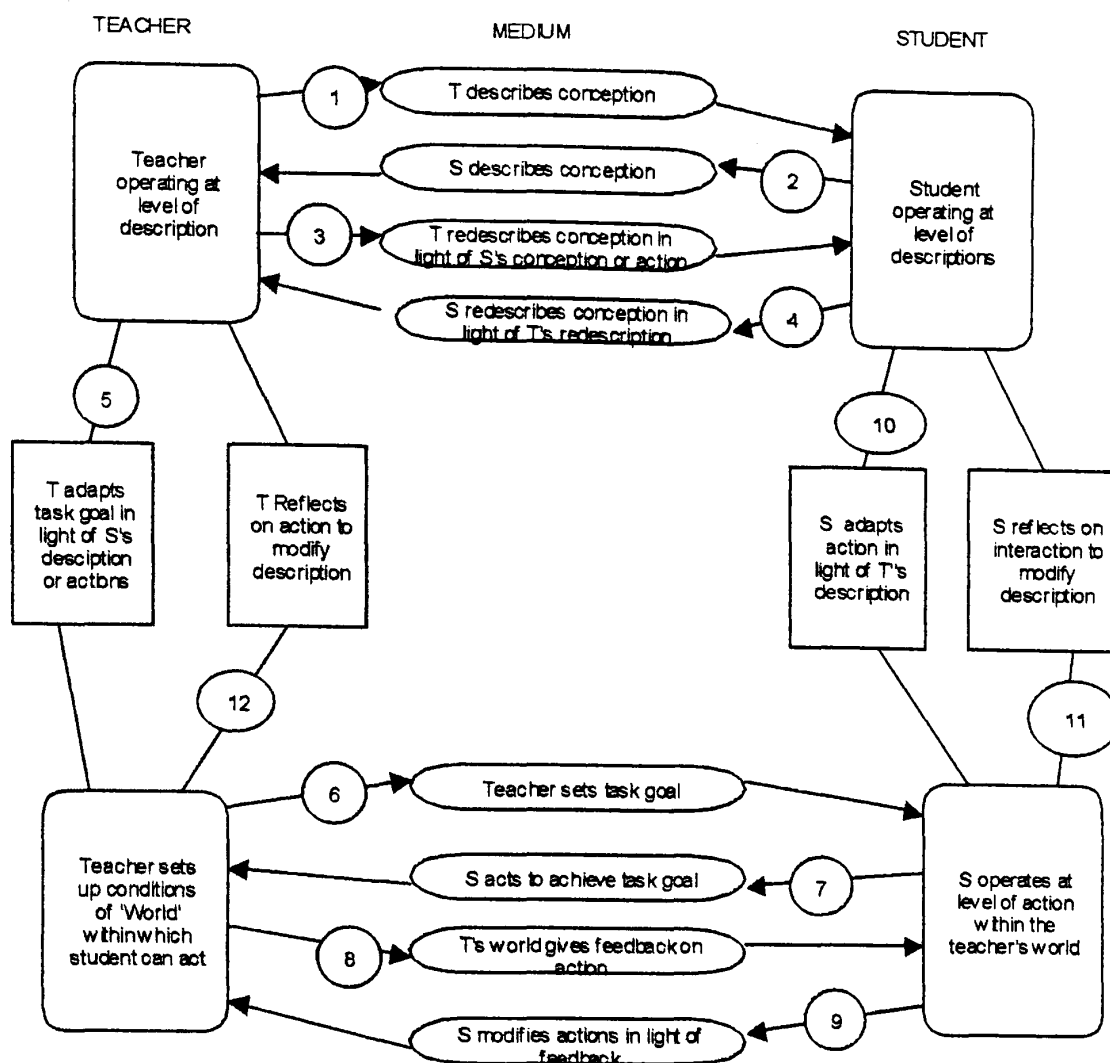 TEACHER
MEDIUM
STUDENT
1
T describes conception
Teacher
operating at
level of
description
S describes conception
2
Student
operating at
level of
descriptions
3
T redescribes conception in
light of S's conception or action
S redescribes conception in
light of T's redescription
4
5
10
T adapts
task goal in
light of S's
desciption
or actions
T Reflects
on action to
modify
description
S adapts
action in
light of T"s
description
S reflects on
interaction to
modify
description
12
11
6
Teacher sets task goal
Teacher sets
up conditions
of 'World'
within which
student can act
S acts to achieve task goal
7
S operates at
level of action
within the
teacher's world
8
T's world gives feedback on
action
9
S modifies actions in light of
feedback